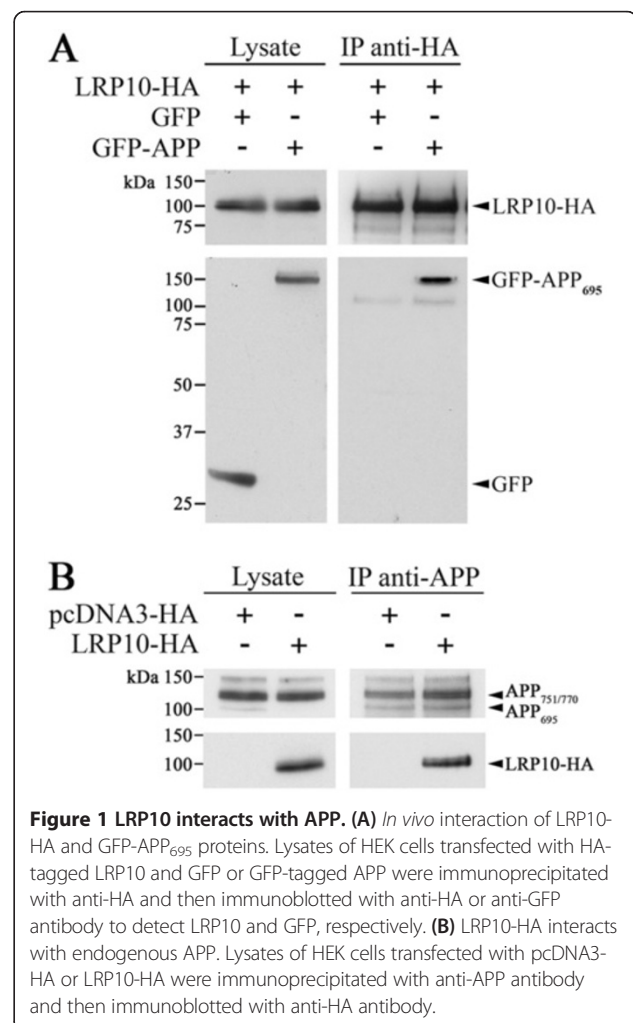 A
Lysate IP anti-HA
LRP10-HA + + + +
GFP + - + -
GFP-APP - + - +
kDa 150
100 LRP10-HA
75
150 GFP-APP695
100
75
50
37
GFP
25
B
Lysate IP anti-APP
pcDNA3-HA + - + -
LRP10-HA - + - +
kDa 150
APP751/770
100 APP695
150
100 LRP10-HA
Figure 1 LRP10 interacts with APP. (A) In vivo interaction of LRP10-
HA and GFP-APP695 proteins. Lysates of HEK cells transfected with HA-
tagged LRP10 and GFP or GFP-tagged APP were immunoprecipitated
with anti-HA and then immunoblotted with anti-HA or anti-GFP
antibody to detect LRP10 and GFP, respectively. (B) LRP10-HA interacts
with endogenous APP. Lysates of HEK cells transfected with pcDNA3-
HA or LRP10-HA were immunoprecipitated with anti-APP antibody
and then immunoblotted with anti-HA antibody.